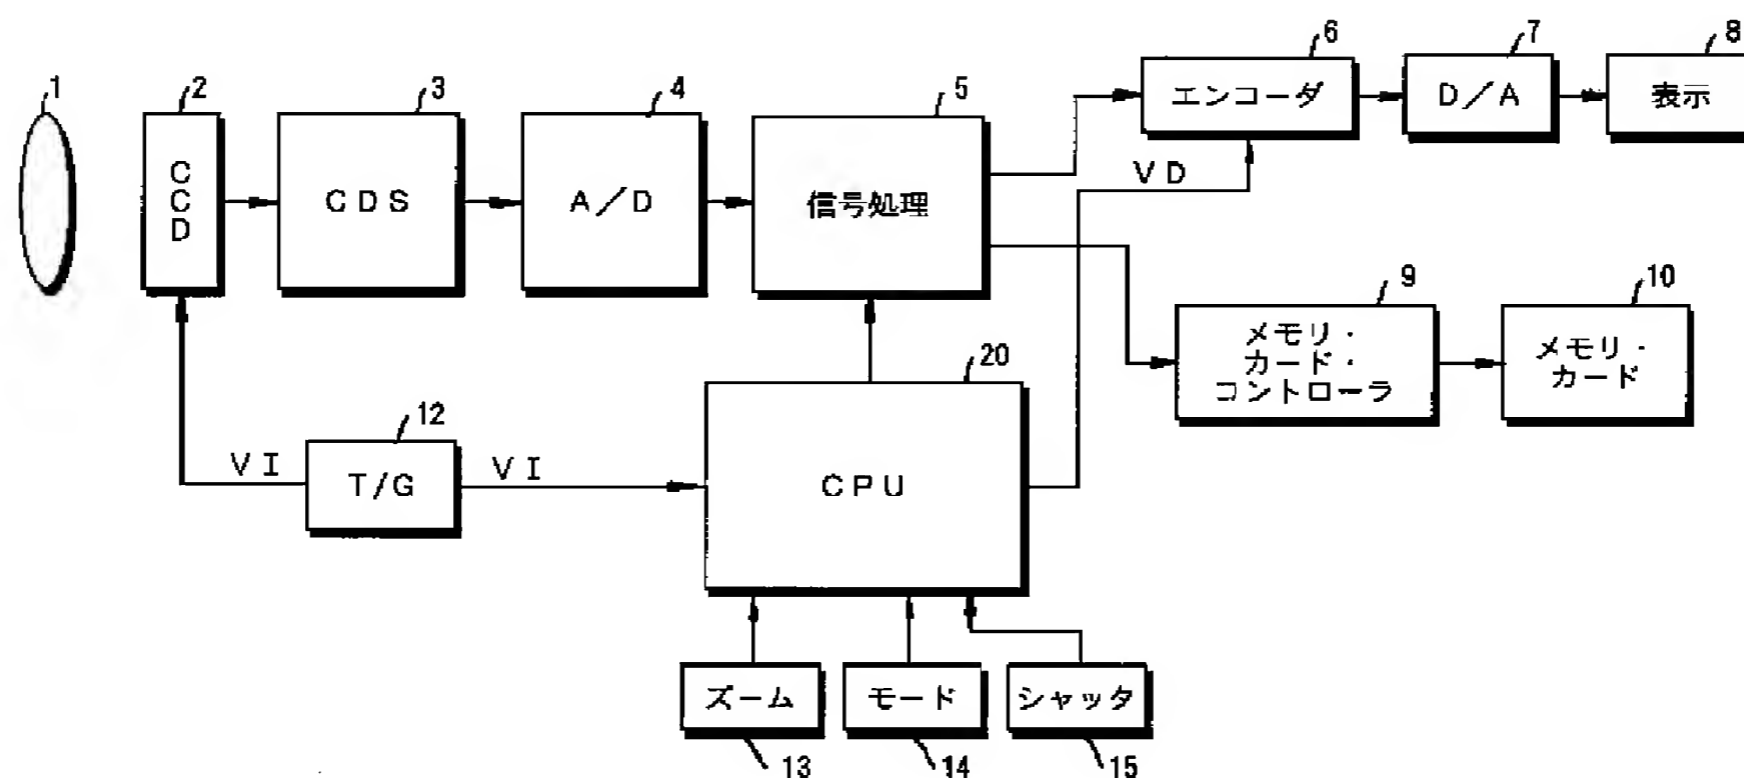 1
2
3
4
5
6
7
8
CCD
CDS
A/D
信号処理
エンコーダ
D/A
表示
VD
9
10
メモリ・
カード・
コントローラ
メモリ・
カード
12
20
VI
T/G
VI
CPU
ズーム
モード
シャッタ
13
14
15